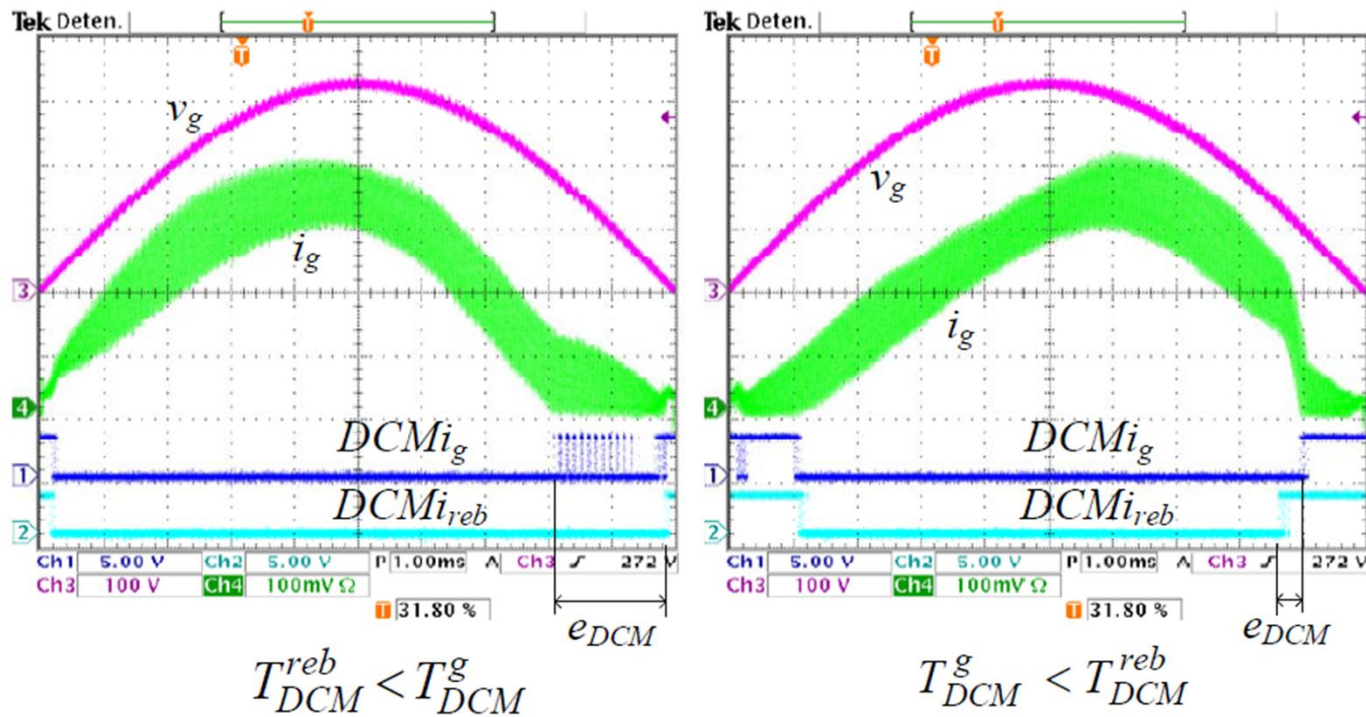 Tek Deten.
T
T
v_g
i_g
3
4
DCMi_g
1
DCMi_reb
2
Ch1 5.00 V Ch2 5.00 V P 1.00ms A Ch3 ƒ 272 V
Ch3 100 V Ch4 100mV Ω
T 31.80 %
e_DCM
T_DCM^reb < T_DCM^g
Tek Deten.
T
T
v_g
i_g
3
4
DCMi_g
1
DCMi_reb
2
Ch1 5.00 V Ch2 5.00 V P 1.00ms A Ch3 ƒ 272 V
Ch3 100 V Ch4 100mV Ω
T 31.80 %
e_DCM
T_DCM^g < T_DCM^reb